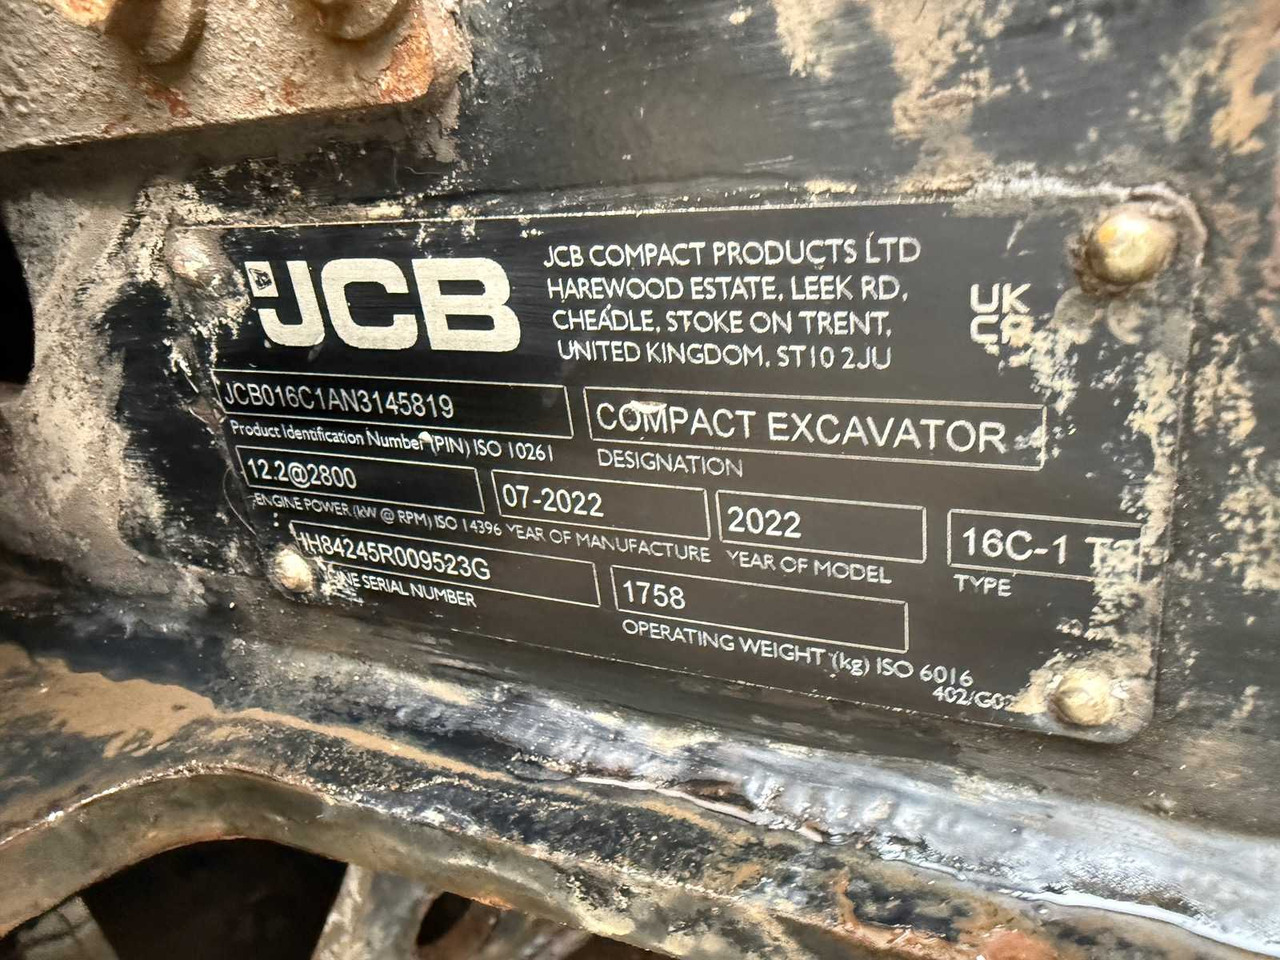 JCB
JCB COMPACT PRODUCTS LTD
HAREWOOD ESTATE, LEEK RD,
CHEADLE, STOKE ON TRENT,
UNITED KINGDOM, ST10 2JU
UK
CA
JCB016C1AN3145819
Product Identification Number (PIN) ISO 10261
COMPACT EXCAVATOR
DESIGNATION
12.2@2800
ENGINE POWER (kW @ RPM) ISO 14396
07-2022
YEAR OF MANUFACTURE
2022
YEAR OF MODEL
16C-1
TYPE
HH84245R009523G
SERIAL NUMBER
1758
OPERATING WEIGHT (kg) ISO 6016